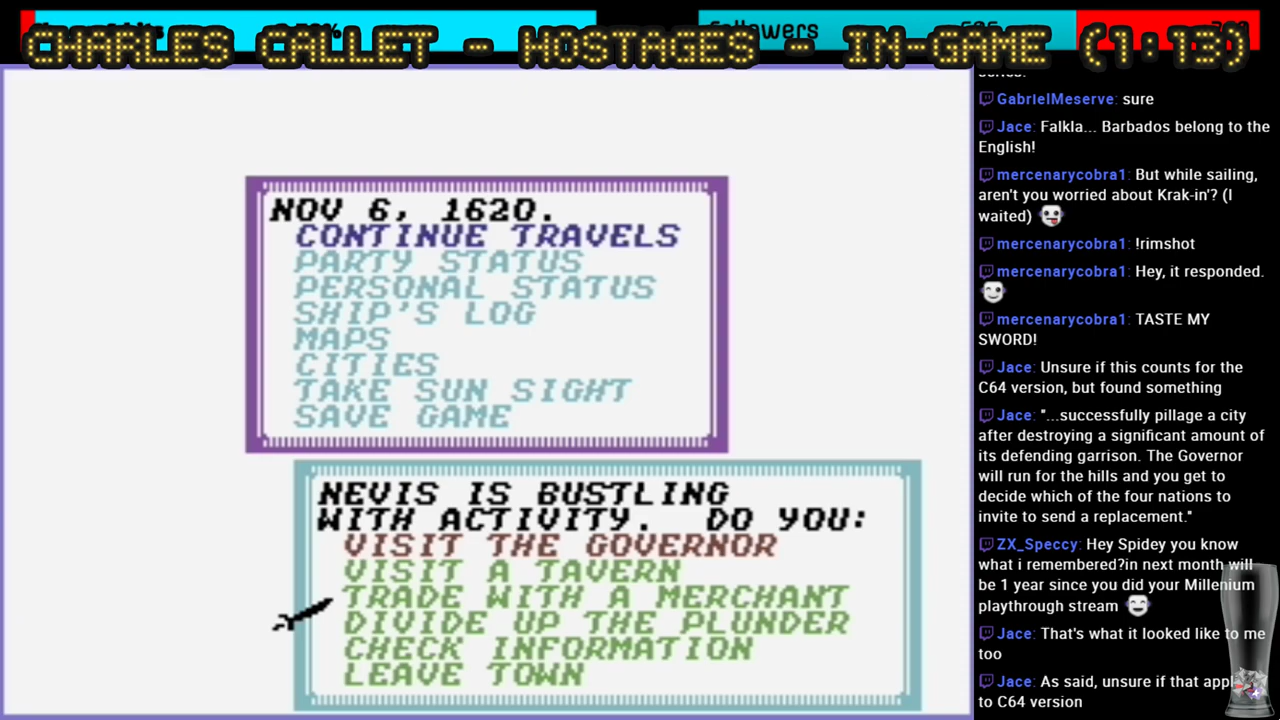 CHARLES CALLET - HOSTAGES - IN-GAME (1:13)
followers
GabrielMeserve: sure
Jace: Falkla... Barbados belong to the
English!
mercenarycobra1: But while sailing,
aren't you worried about Krak-in'? (I
waited)
mercenarycobra1: !rimshot
mercenarycobra1: Hey, it responded.
mercenarycobra1: TASTE MY
SWORD!
Jace: Unsure if this counts for the
C64 version, but found something
Jace: "...successfully pillage a city
after destroying a significant amount of
its defending garrison. The Governor
will run for the hills and you get to
decide which of the four nations to
invite to send a replacement."
ZX_Speccy: Hey Spidey you know
what i remembered?in next month will
be 1 year since you did your Millenium
playthrough stream
Jace: That's what it looked like to me
too
Jace: As said, unsure if that appl
to C64 version
NOV 6, 1620.
CONTINUE TRAVELS
PARTY STATUS
PERSONAL STATUS
SHIP'S LOG
MAPS
CITIES
TAKE SUN SIGHT
SAVE GAME
NEVIS IS BUSTLING
WITH ACTIVITY. DO YOU:
VISIT THE GOVERNOR
VISIT A TAVERN
TRADE WITH A MERCHANT
DIVIDE UP THE PLUNDER
CHECK INFORMATION
LEAVE TOWN